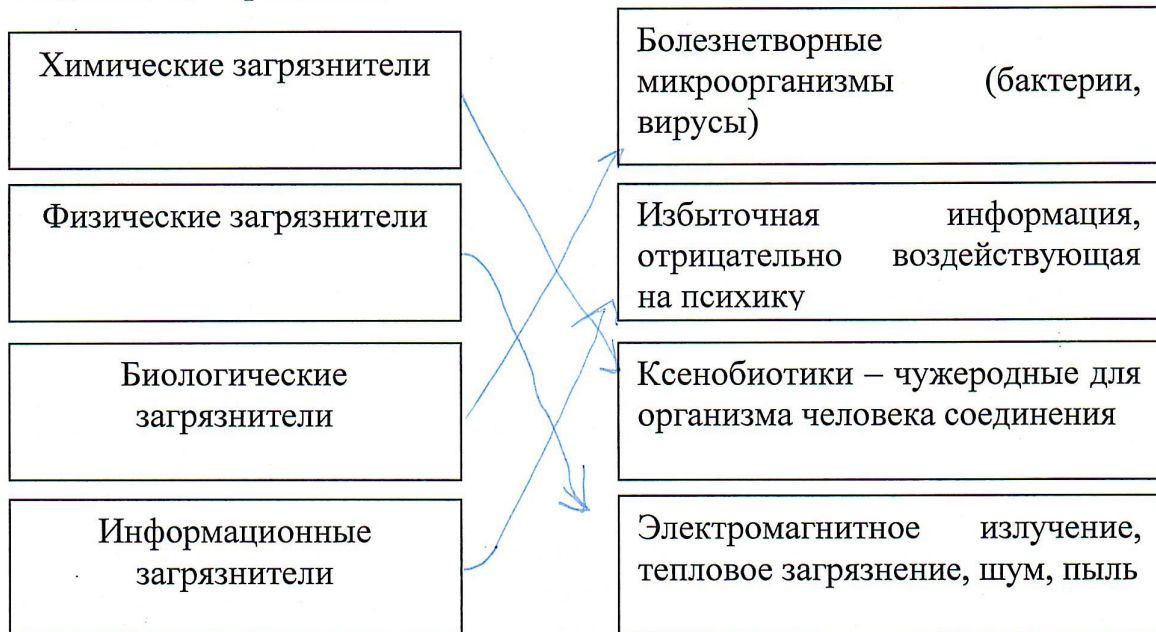 Химические загрязнители
Физические загрязнители
Биологические
загрязнители
Информационные
загрязнители
Болезнетворные
микроорганизмы (бактерии,
вирусы)
Избыточная информация,
отрицательно воздействующая
на психику
Ксенобиотики – чужеродные для
организма человека соединения
Электромагнитное излучение,
тепловое загрязнение, шум, пыль